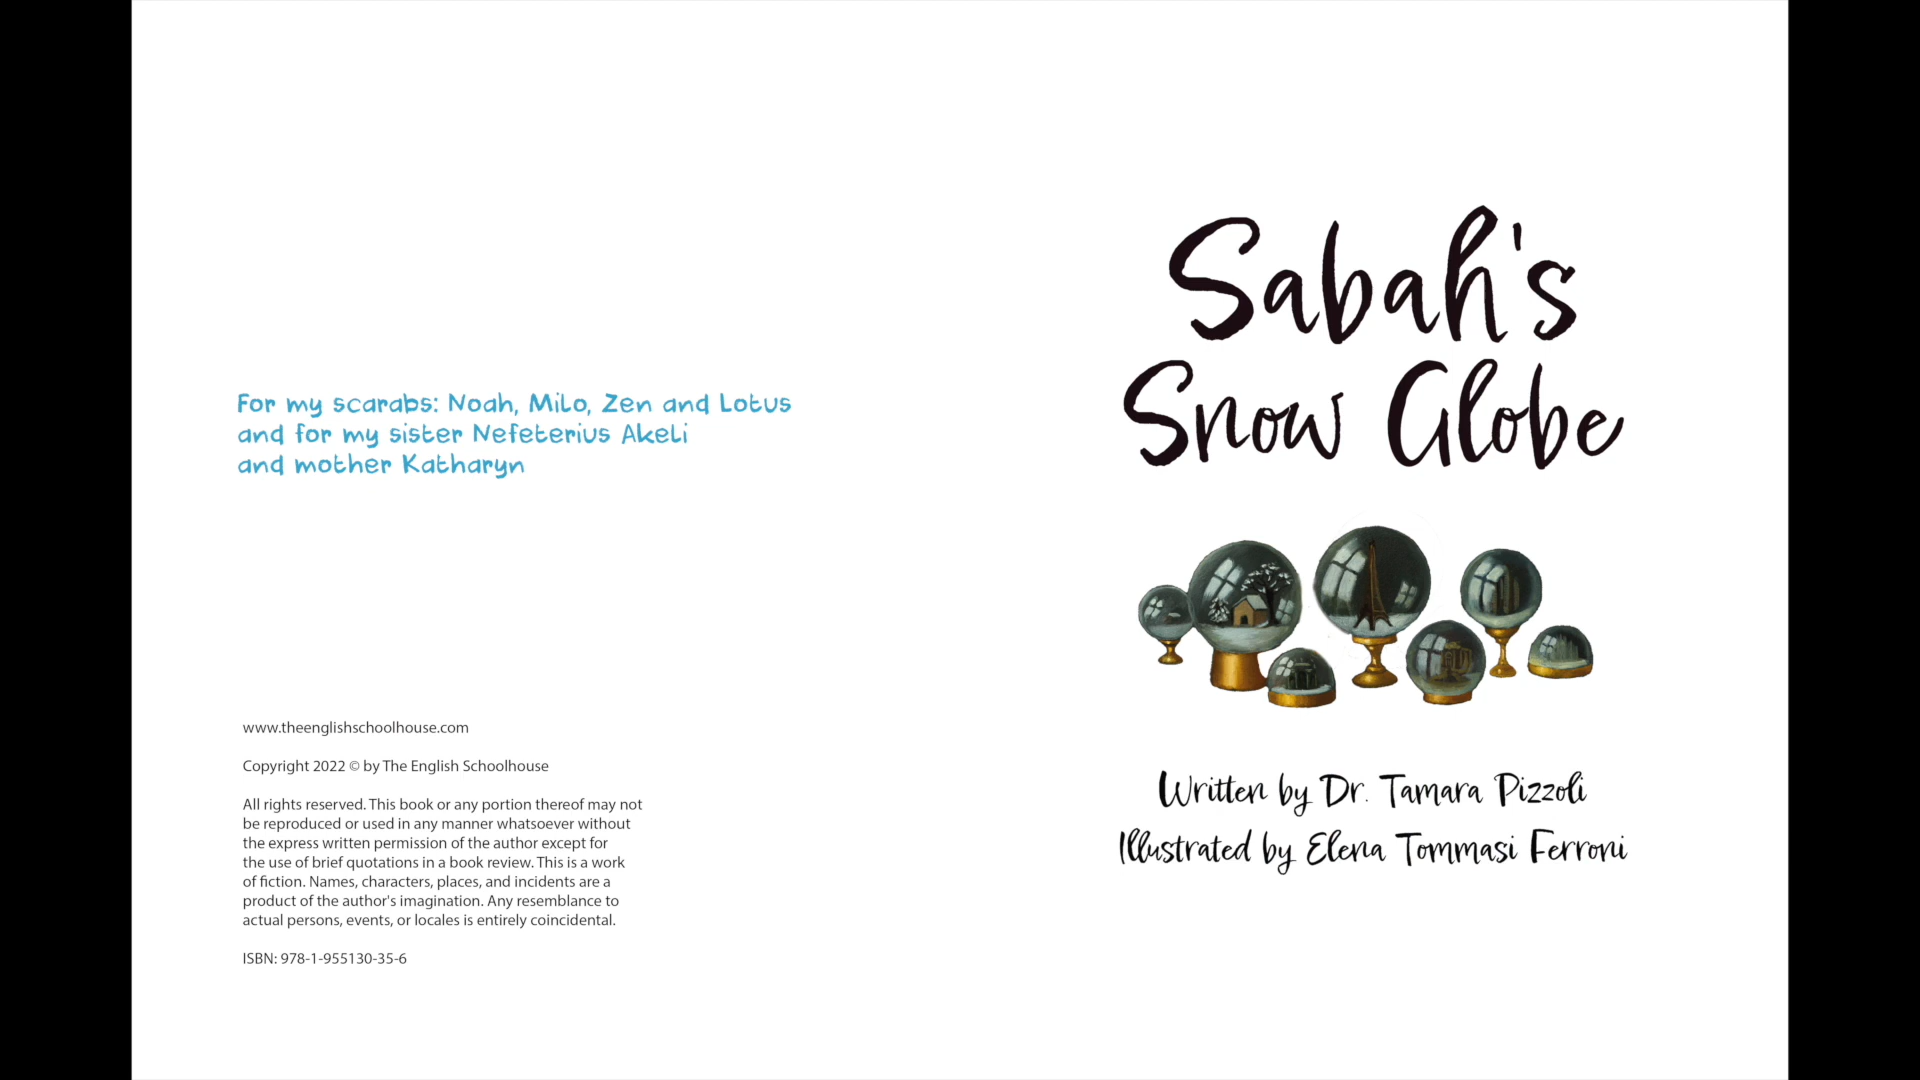 For my scarabs: Noah, Milo, Zen and Lotus
and for my sister Nefeterius Akeli
and mother Katharyn
www.theenglishschoolhouse.com
Copyright 2022 © by The English Schoolhouse
All rights reserved. This book or any portion thereof may not
be reproduced or used in any manner whatsoever without
the express written permission of the author except for
the use of brief quotations in a book review. This is a work
of fiction. Names, characters, places, and incidents are a
product of the author's imagination. Any resemblance to
actual persons, events, or locales is entirely coincidental.
ISBN: 978-1-955130-35-6
Sabah's
Snow Globe
Written by Dr. Tamara Pizzoli
Illustrated by Elena Tommasi Ferroni